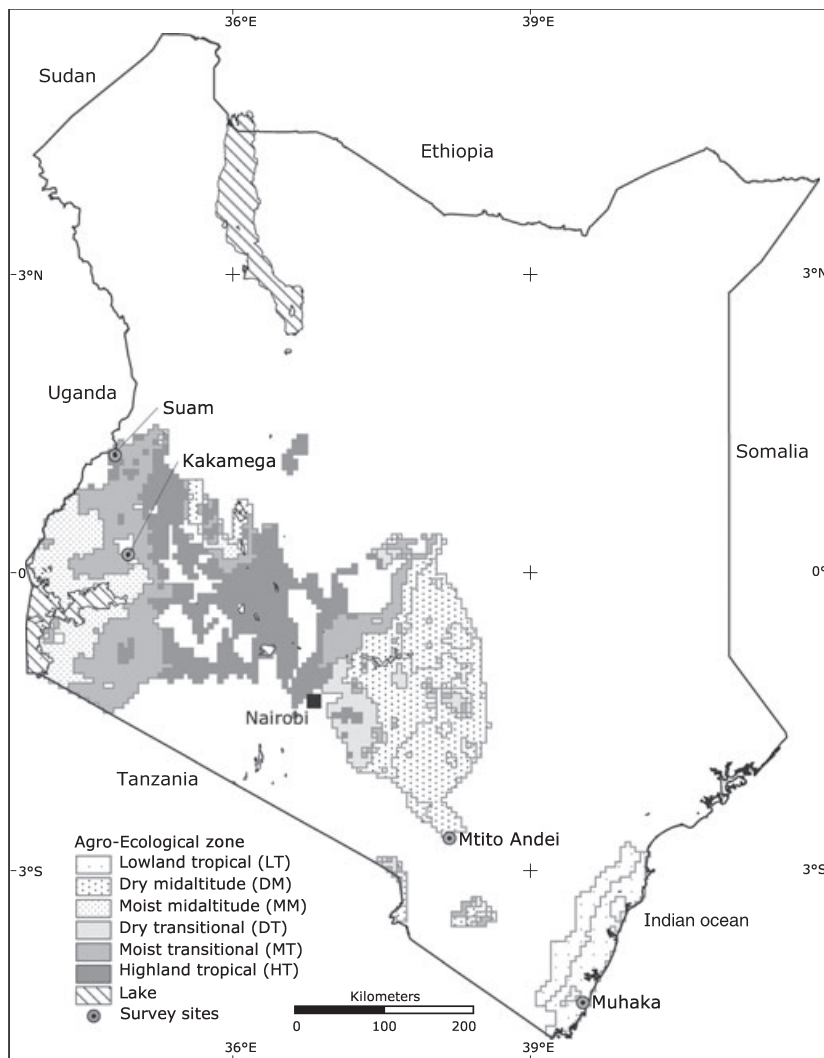 36°E 39°E
Sudan
Ethiopia
3°N 3°N
Uganda
Suam
Kakamega
Somalia
0° 0°
Nairobi
Tanzania
Mtito Andei
Agro-Ecological zone
Lowland tropical (LT)
Dry midaltitude (DM)
Moist midaltitude (MM)
Dry transitional (DT)
Moist transitional (MT)
Highland tropical (HT)
Lake
Survey sites
3°S 3°S
Indian ocean
Muhaka
Kilometers
0 100 200
36°E 39°E